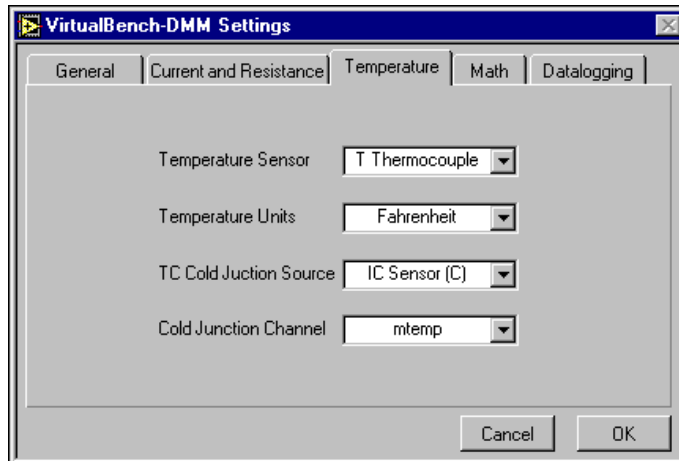 VirtualBench-DMM Settings
General Current and Resistance Temperature Math Datalogging
Temperature Sensor T Thermocouple
Temperature Units Fahrenheit
TC Cold Juction Source IC Sensor (C)
Cold Junction Channel mtemp
Cancel OK